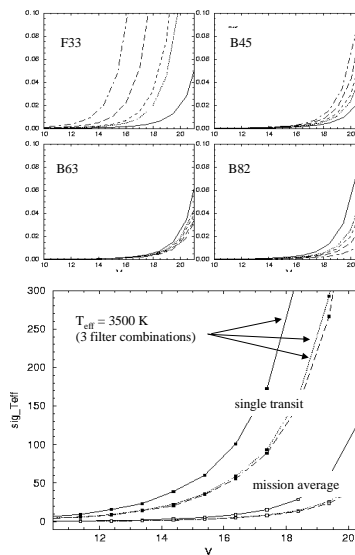 F33
B45
0.10
0.08
0.06
0.04
0.02
0.00
10 12 14 16 18 20
0.10
0.08
0.06
0.04
0.02
0.00
10 12 14 16 18 20
B63
B82
0.10
0.08
0.06
0.04
0.02
0.00
10 12 14 16 18 20
0.10
0.08
0.06
0.04
0.02
0.00
10 12 14 16 18 20
300
250
200
150
100
50
0
sig_Teff
Teff = 3500 K
(3 filter combinations)
single transit
mission average
12 14 16 18 20
V